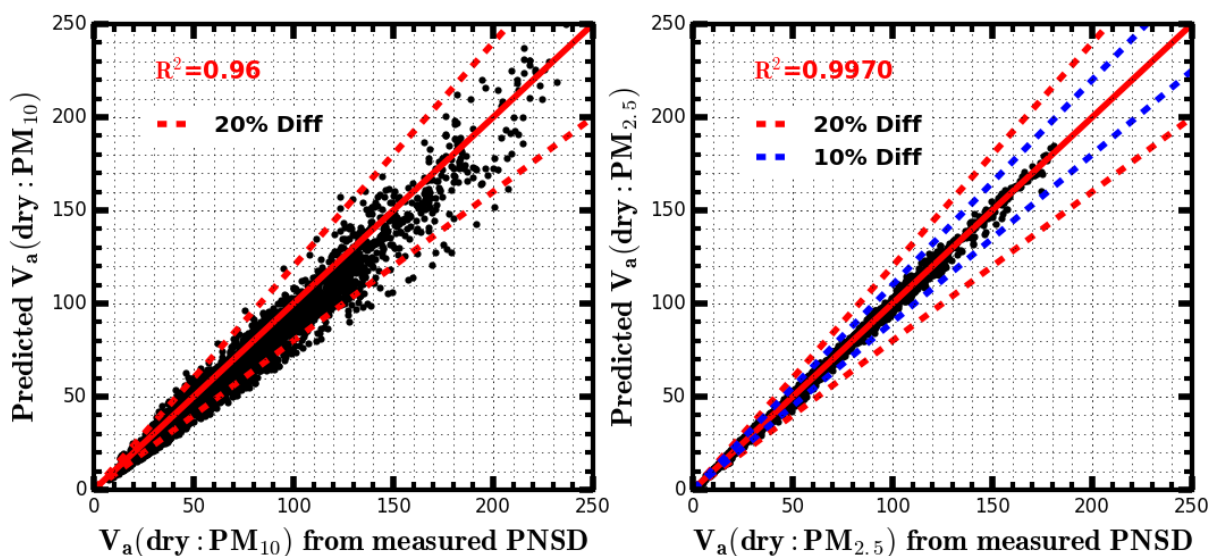 250
200
150
100
50
0
0 50 100 150 200 250
Predicted Va(dry : PM10)
Va(dry : PM10) from measured PNSD
R²=0.96
20% Diff
250
200
150
100
50
0
0 50 100 150 200 250
Predicted Va(dry : PM2.5)
Va(dry : PM2.5) from measured PNSD
R²=0.9970
20% Diff
10% Diff